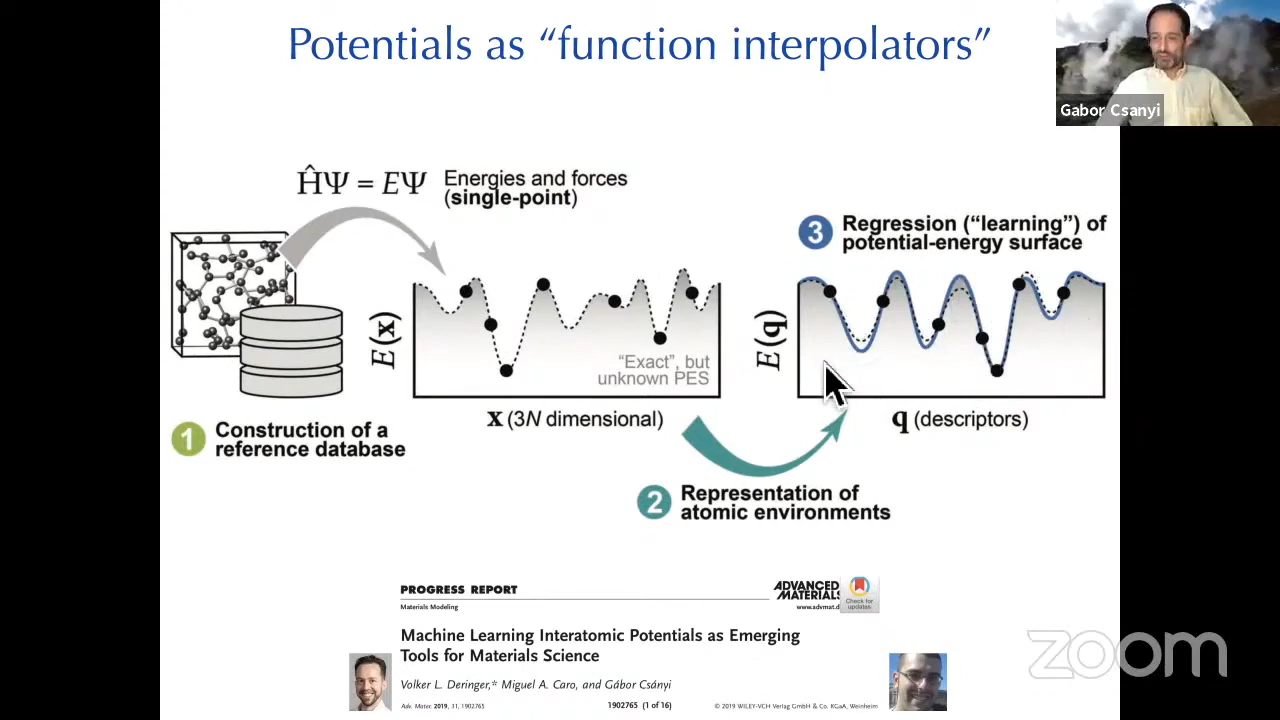 Potentials as “function interpolators”
Gabor Csanyi
ĤΨ = EΨ
Energies and forces
(single-point)
E(x)
“Exact”, but
unknown PES
x (3N dimensional)
1 Construction of a
reference database
2 Representation of
atomic environments
3 Regression (“learning”) of
potential-energy surface
E(q)
q (descriptors)
PROGRESS REPORT
Materials Modeling
ADVANCED
MATERIALS
www.advmat.d
Check for
updates
Machine Learning Interatomic Potentials as Emerging
Tools for Materials Science
Volker L. Deringer,* Miguel A. Caro, and Gábor Csányi
Adv. Mater. 2019, 31, 1902765
1902765 (1 of 16)
© 2019 WILEY-VCH Verlag GmbH & Co. KGaA, Weinheim
zoom